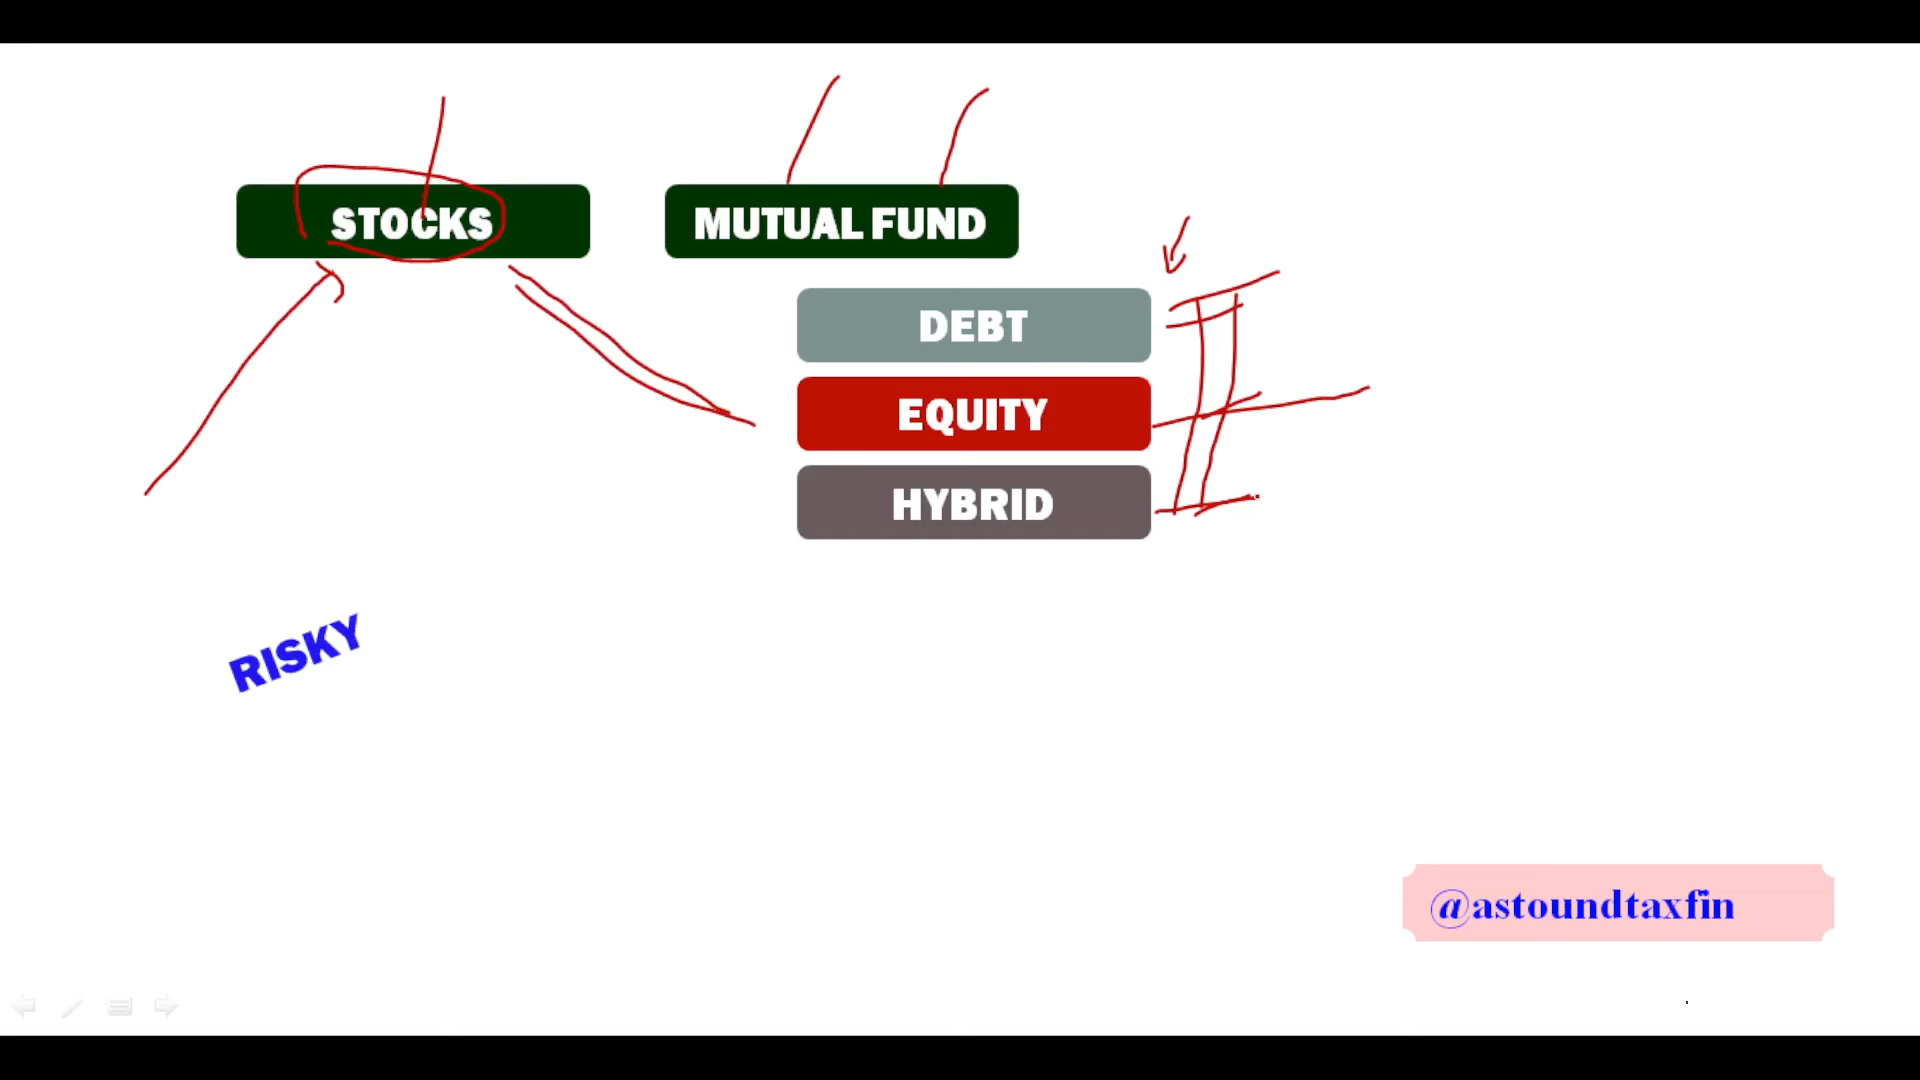 STOCKS
MUTUAL FUND
DEBT
EQUITY
HYBRID
RISKY
@astoundtaxfin